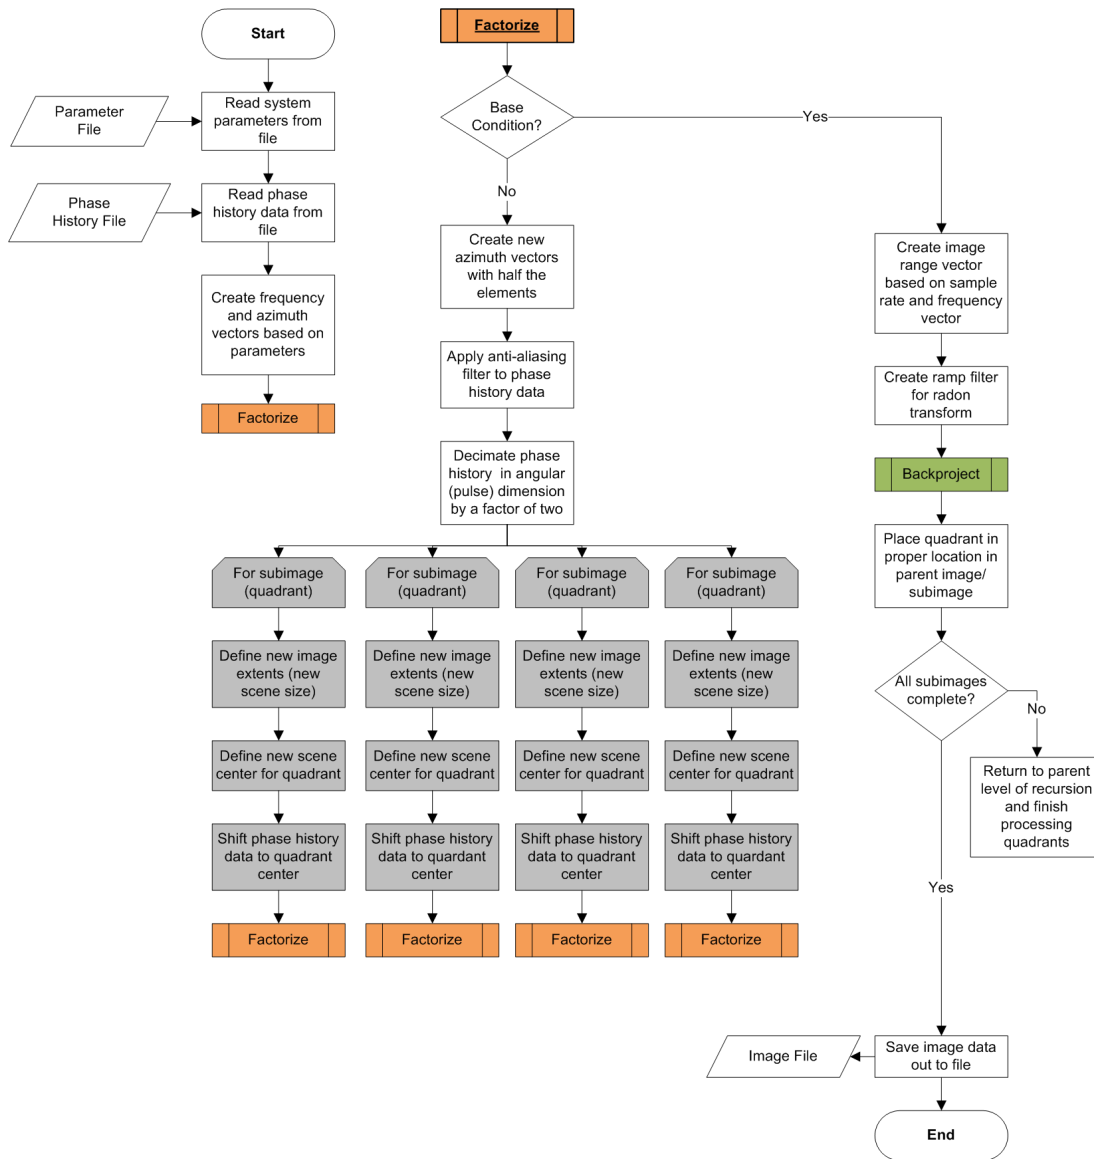 Start
Parameter
File
Read system
parameters from
file
Phase
History File
Read phase
history data from
file
Create frequency
and azimuth
vectors based on
parameters
Factorize
Factorize
Base
Condition?
Yes
No
Create new
azimuth vectors
with half the
elements
Apply anti-aliasing
filter to phase
history data
Decimate phase
history in angular
(pulse) dimension
by a factor of two
For subimage
(quadrant)
Define new image
extents (new
scene size)
Define new scene
center for quadrant
Shift phase history
data to quadrant
center
Factorize
For subimage
(quadrant)
Define new image
extents (new
scene size)
Define new scene
center for quadrant
Shift phase history
data to quardant
center
Factorize
For subimage
(quadrant)
Define new image
extents (new
scene size)
Define new scene
center for quadrant
Shift phase history
data to quadrant
center
Factorize
For subimage
(quadrant)
Define new image
extents (new
scene size)
Define new scene
center for quadrant
Shift phase history
data to quardant
center
Factorize
Create image
range vector
based on sample
rate and frequency
vector
Create ramp filter
for radon
transform
Backproject
Place quadrant in
proper location in
parent image/
subimage
All subimages
complete?
No
Return to parent
level of recursion
and finish
processing
quadrants
Yes
Save image data
out to file
Image File
End